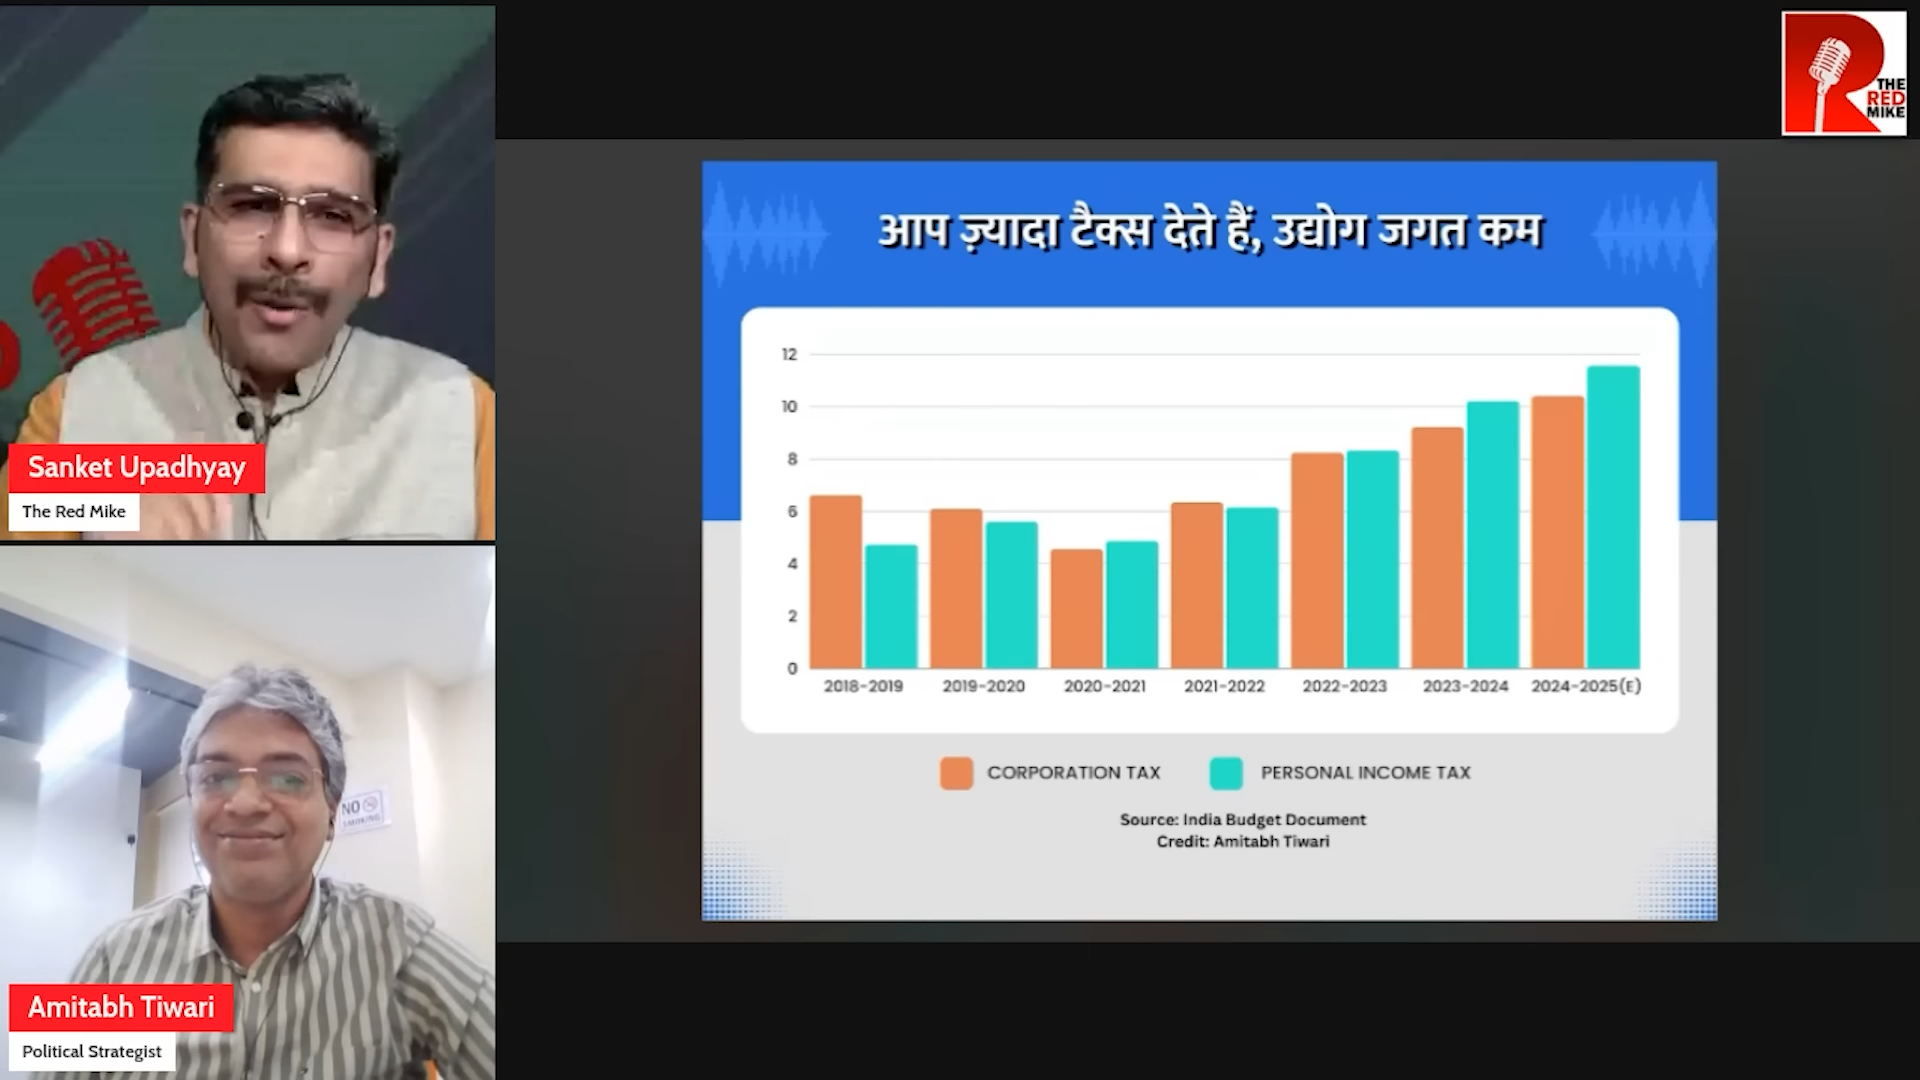 THE
RED
MIKE
Sanket Upadhyay
The Red Mike
NO
SMOKING
Amitabh Tiwari
Political Strategist
आप ज़्यादा टैक्स देते हैं, उद्योग जगत कम
12
10
8
6
4
2
0
2018-2019 2019-2020 2020-2021 2021-2022 2022-2023 2023-2024 2024-2025(E)
CORPORATION TAX PERSONAL INCOME TAX
Source: India Budget Document
Credit: Amitabh Tiwari